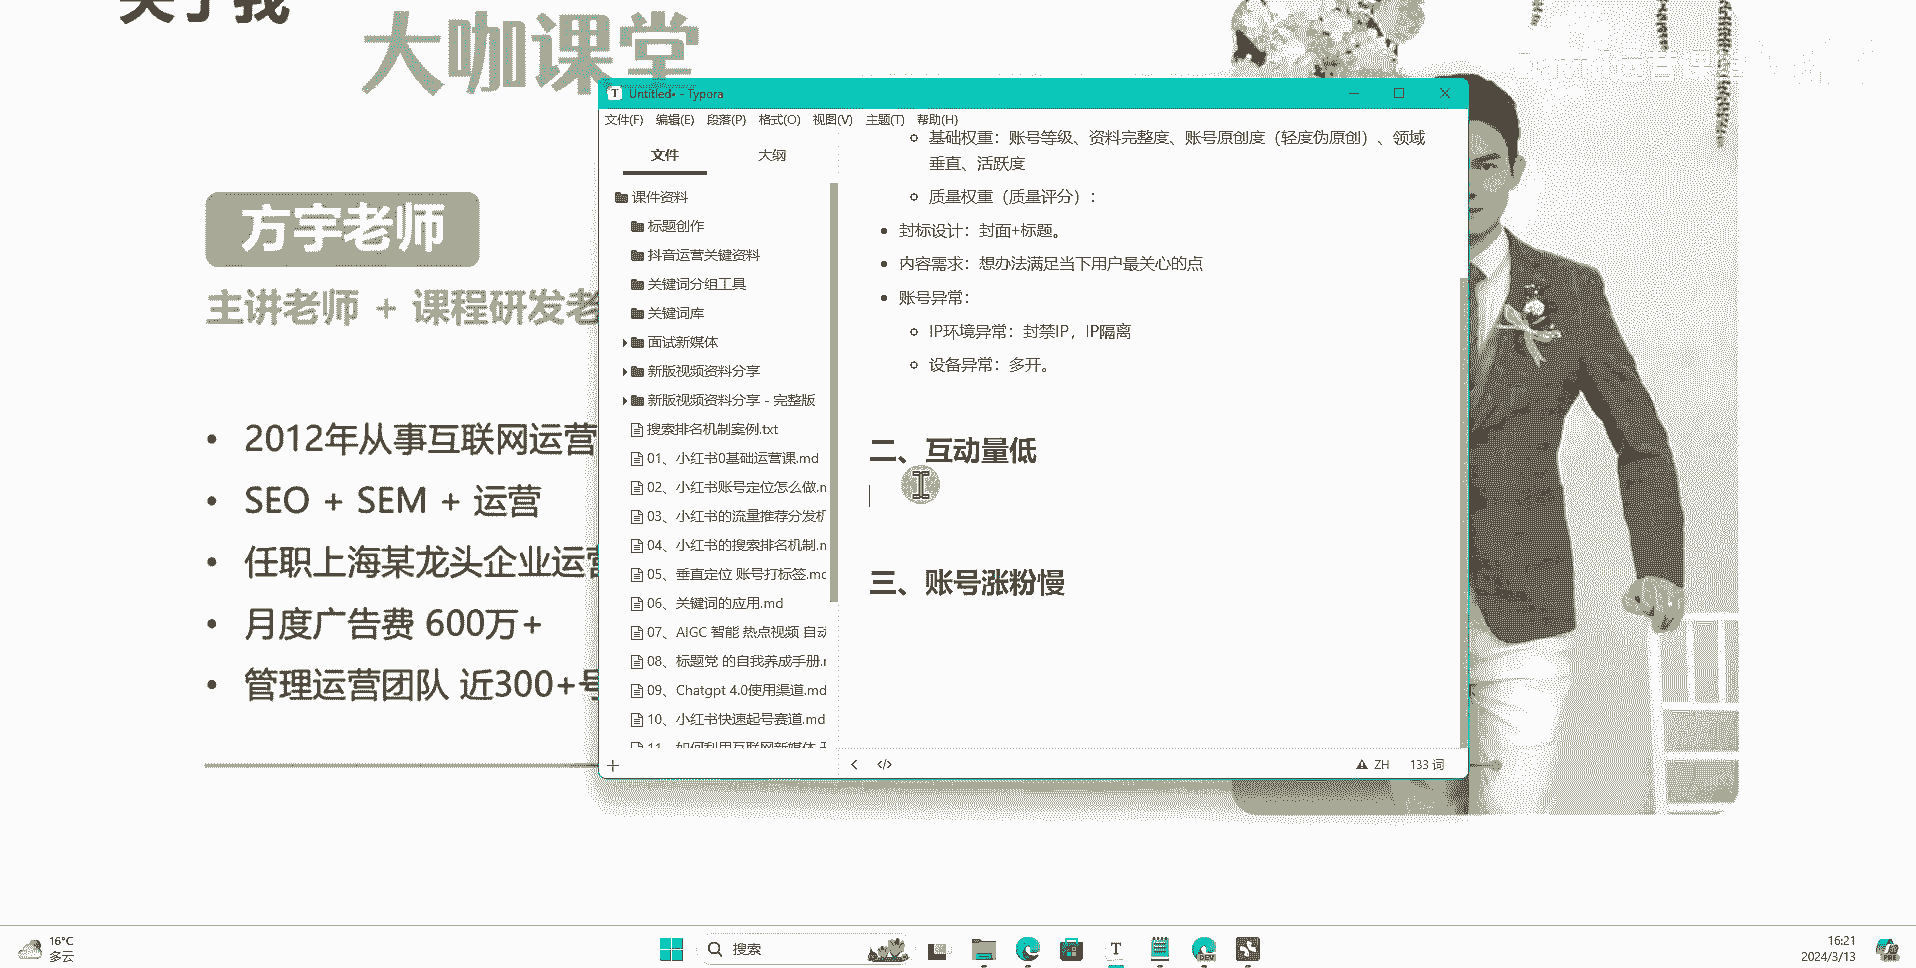 关于我
大咖课堂
方宇老师
主讲老师 + 课程研发老
• 2012年从事互联网运营
• SEO + SEM + 运营
• 任职上海某龙头企业运营
• 月度广告费 600万+
• 管理运营团队 近300+号
Untitled• - Typora
文件(F) 编辑(E) 段落(P) 格式(O) 视图(V) 主题(T) 帮助(H)
文件 大纲
课件资料
标题创作
抖音运营关键资料
关键词分组工具
关键词库
面试新媒体
新版视频资料分享
新版视频资料分享 - 完整版
搜索排名机制案例.txt
01、小红书0基础运营课.md
02、小红书账号定位怎么做.m
03、小红书的流量推荐分发机
04、小红书的搜索排名机制.m
05、垂直定位 账号打标签.md
06、关键词的应用.md
07、AIGC 智能 热点视频 自动
08、标题党 的自我养成手册.
09、Chatgpt 4.0使用渠道.md
10、小红书快速起号赛道.md
11、如何利用互联网新媒体
基础权重：账号等级、资料完整度、账号原创度（轻度伪原创）、领域
垂直、活跃度
质量权重（质量评分）：
• 封标设计：封面+标题。
• 内容需求：想办法满足当下用户最关心的点
• 账号异常：
IP环境异常：封禁IP，IP隔离
设备异常：多开。
二、互动量低
三、账号涨粉慢
ZH 133 词
16°C
多云
搜索
16:21
2024/3/13